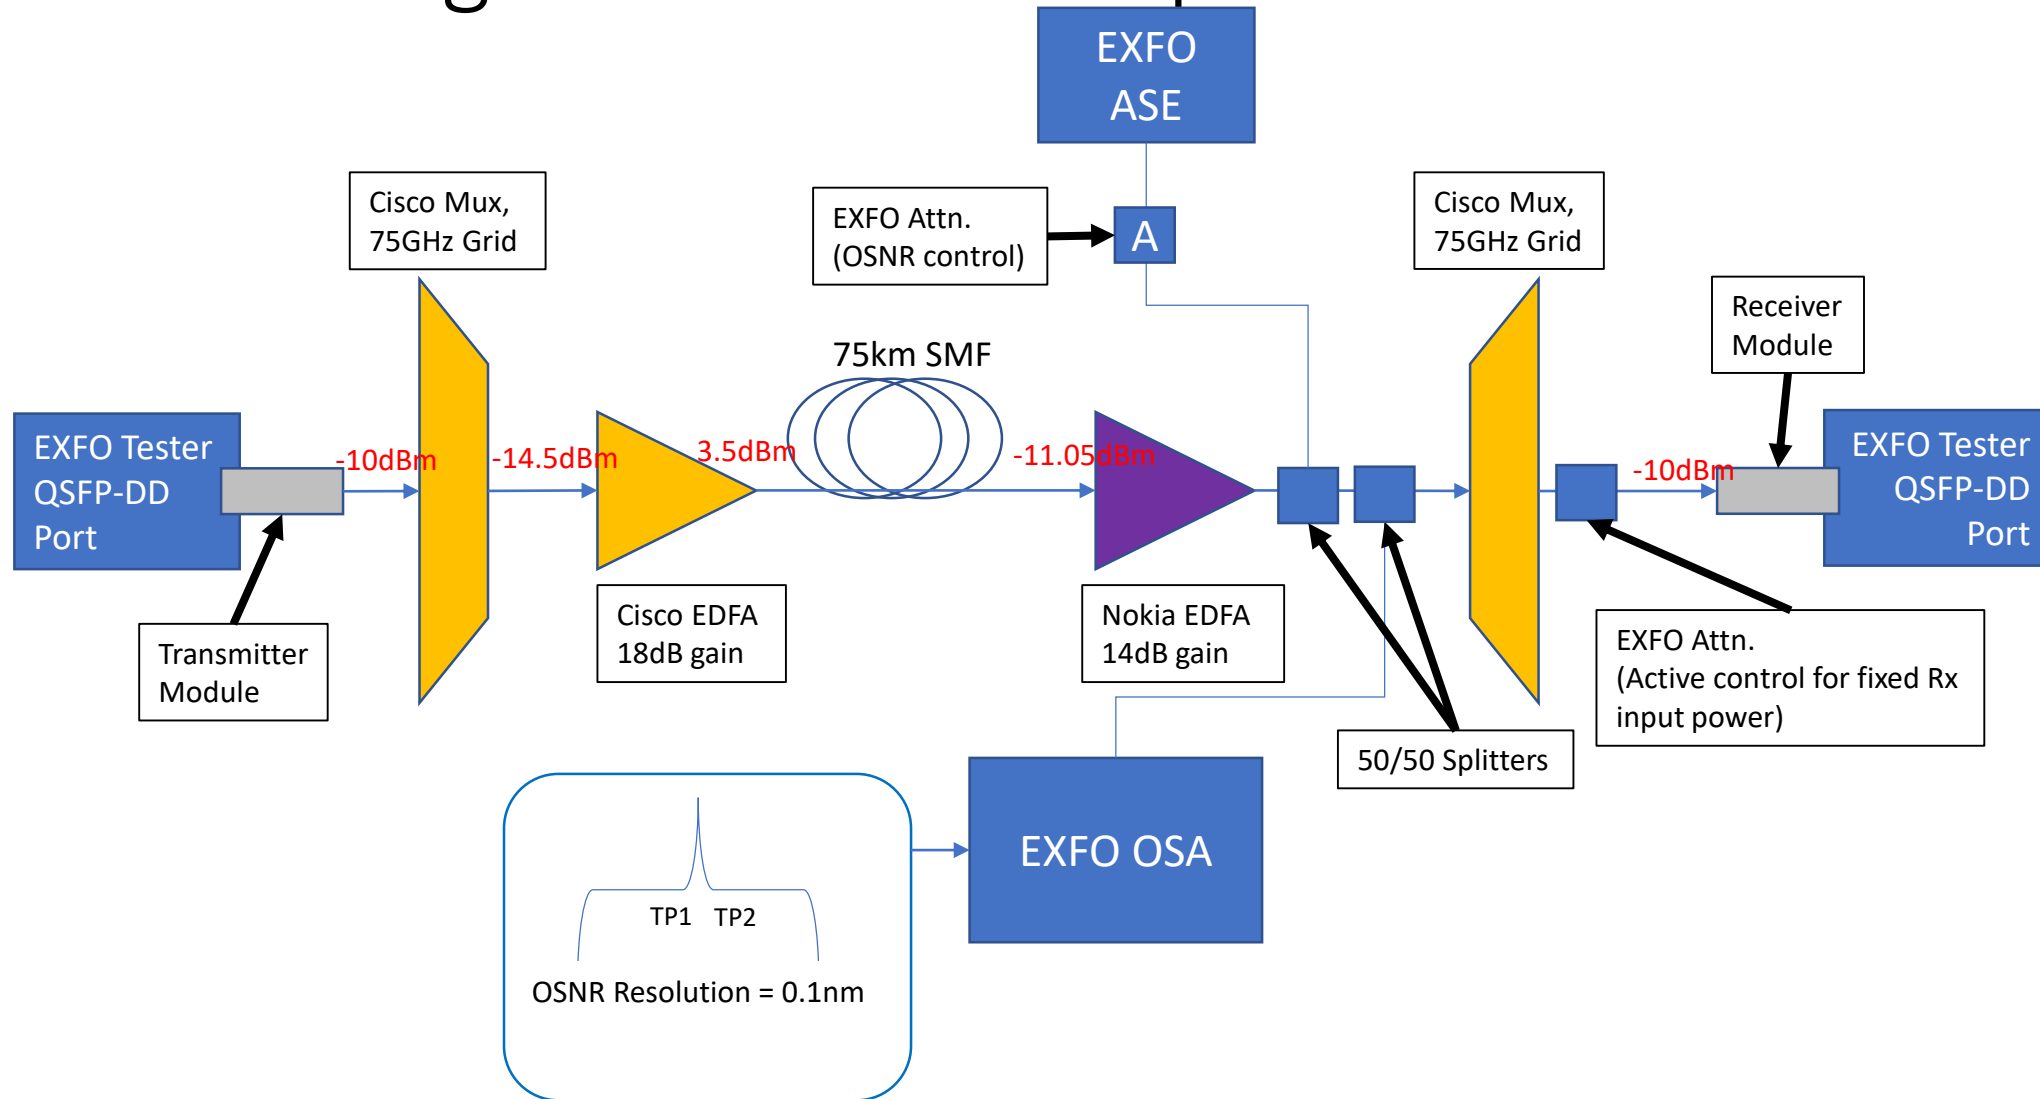 EXFO
ASE
Cisco Mux,
75GHz Grid
EXFO Attn.
(OSNR control)
A
Cisco Mux,
75GHz Grid
Receiver
Module
75km SMF
EXFO Tester
QSFP-DD
Port
-10dBm
-14.5dBm
3.5dBm
-11.05dBm
-10dBm
EXFO Tester
QSFP-DD
Port
Transmitter
Module
Cisco EDFA
18dB gain
Nokia EDFA
14dB gain
EXFO Attn.
(Active control for fixed Rx
input power)
50/50 Splitters
EXFO OSA
TP1 TP2
OSNR Resolution = 0.1nm